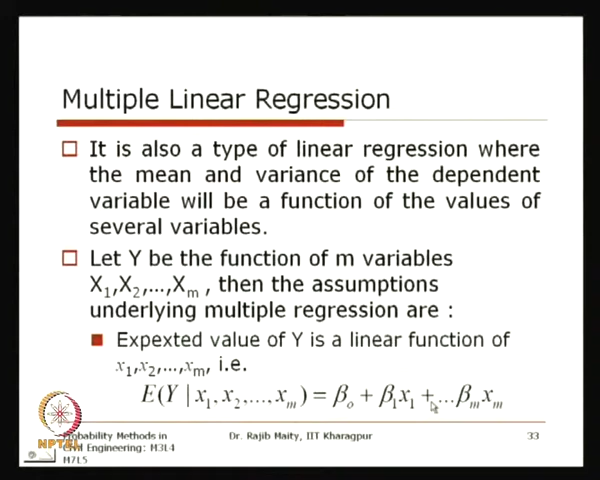 Multiple Linear Regression
It is also a type of linear regression where
the mean and variance of the dependent
variable will be a function of the values of
several variables.
Let Y be the function of m variables
X₁,X₂,...,Xₘ , then the assumptions
underlying multiple regression are :
Expexted value of Y is a linear function of
x₁,x₂,...,xₘ, i.e.
E(Y | x₁,x₂,...,xₘ) = βₒ + β₁x₁ + ...βₘxₘ
NPTEL
Probability Methods in
Civil Engineering: M3L4
M7L5
Dr. Rajib Maity, IIT Kharagpur
33